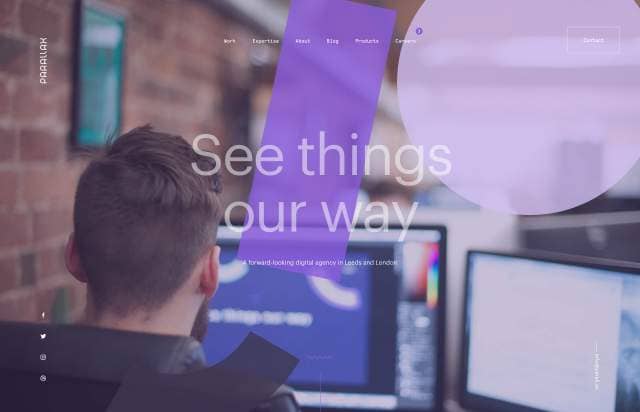 PARALLAX
Work Expertise About Blog Products Careers
Contact
See things
our way
A forward-looking digital agency in Leeds and London